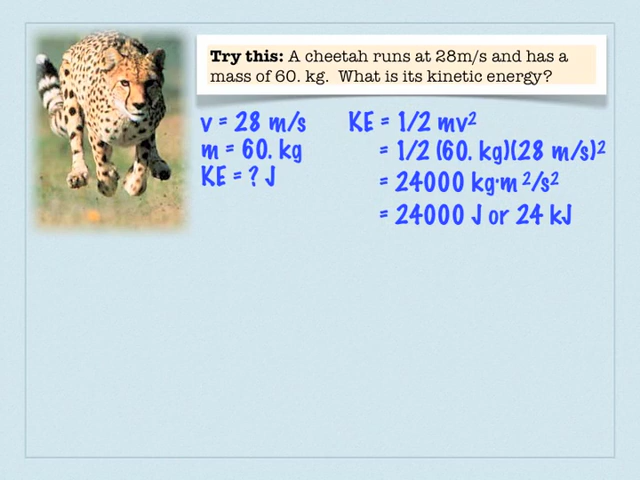 Try this: A cheetah runs at 28m/s and has a
mass of 60. kg. What is its kinetic energy?
v = 28 m/s
m = 60. kg
KE = ? J
KE = 1/2 mv²
= 1/2 (60. kg)(28 m/s)²
= 24000 kg·m²/s²
= 24000 J or 24 kJ